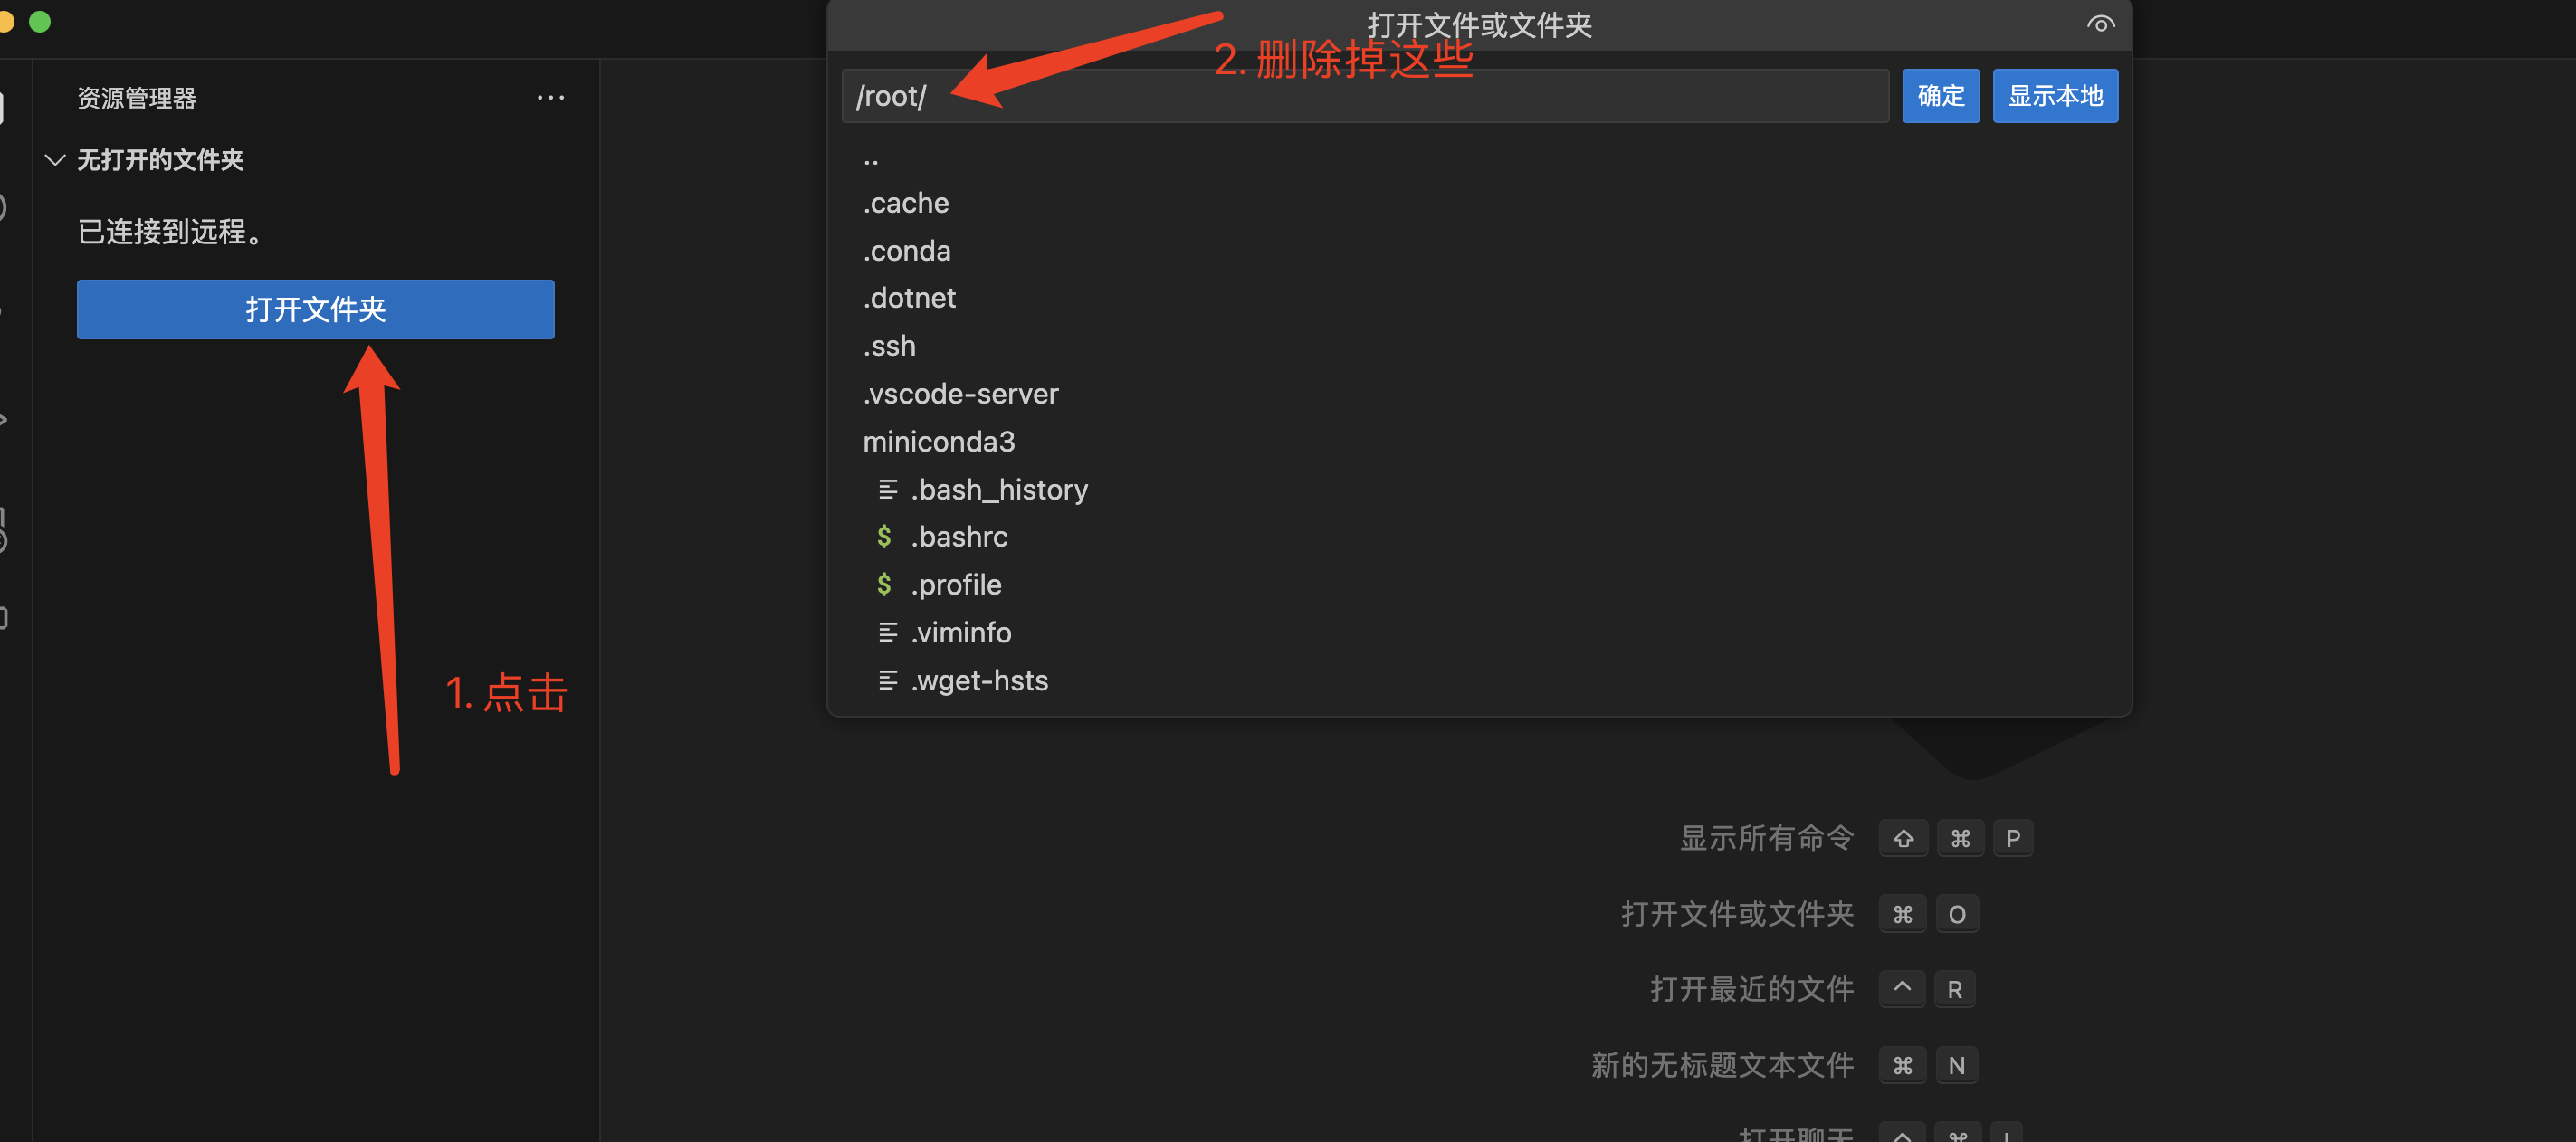 打开文件或文件夹
2. 删除掉这些
/root/
确定
显示本地
资源管理器
无打开的文件夹
已连接到远程。
打开文件夹
1. 点击
..
.cache
.conda
.dotnet
.ssh
.vscode-server
miniconda3
.bash_history
$ .bashrc
$ .profile
.viminfo
.wget-hsts
显示所有命令 ⇧ ⌘ P
打开文件或文件夹 ⌘ O
打开最近的文件 ^ R
新的无标题文本文件 ⌘ N
打开聊天 ^ ⌘